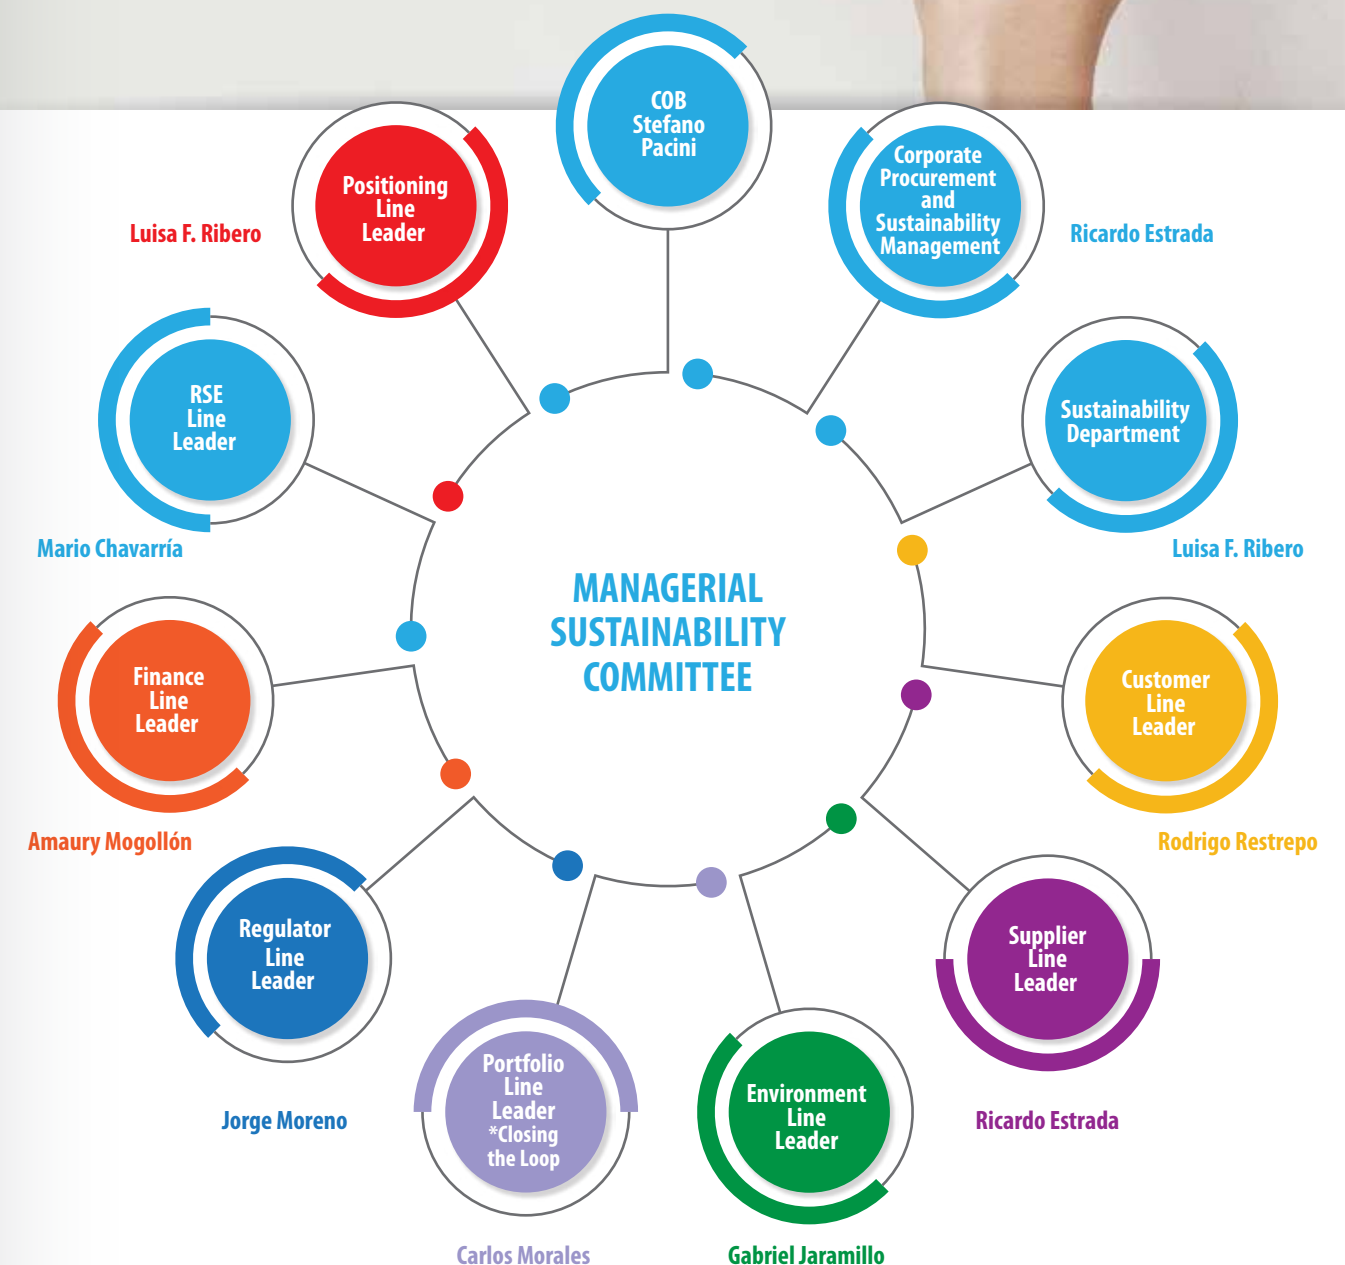 COB
Stefano
Pacini
Corporate
Procurement
and
Sustainability
Management
Ricardo Estrada
Positioning
Line
Leader
Luisa F. Ribero
RSE
Line
Leader
Mario Chavarría
Sustainability
Department
Luisa F. Ribero
MANAGERIAL
SUSTAINABILITY
COMMITTEE
Finance
Line
Leader
Amaury Mogollón
Customer
Line
Leader
Rodrigo Restrepo
Regulator
Line
Leader
Jorge Moreno
Supplier
Line
Leader
Ricardo Estrada
Portfolio
Line
Leader
*Closing
the Loop
Carlos Morales
Environment
Line
Leader
Gabriel Jaramillo